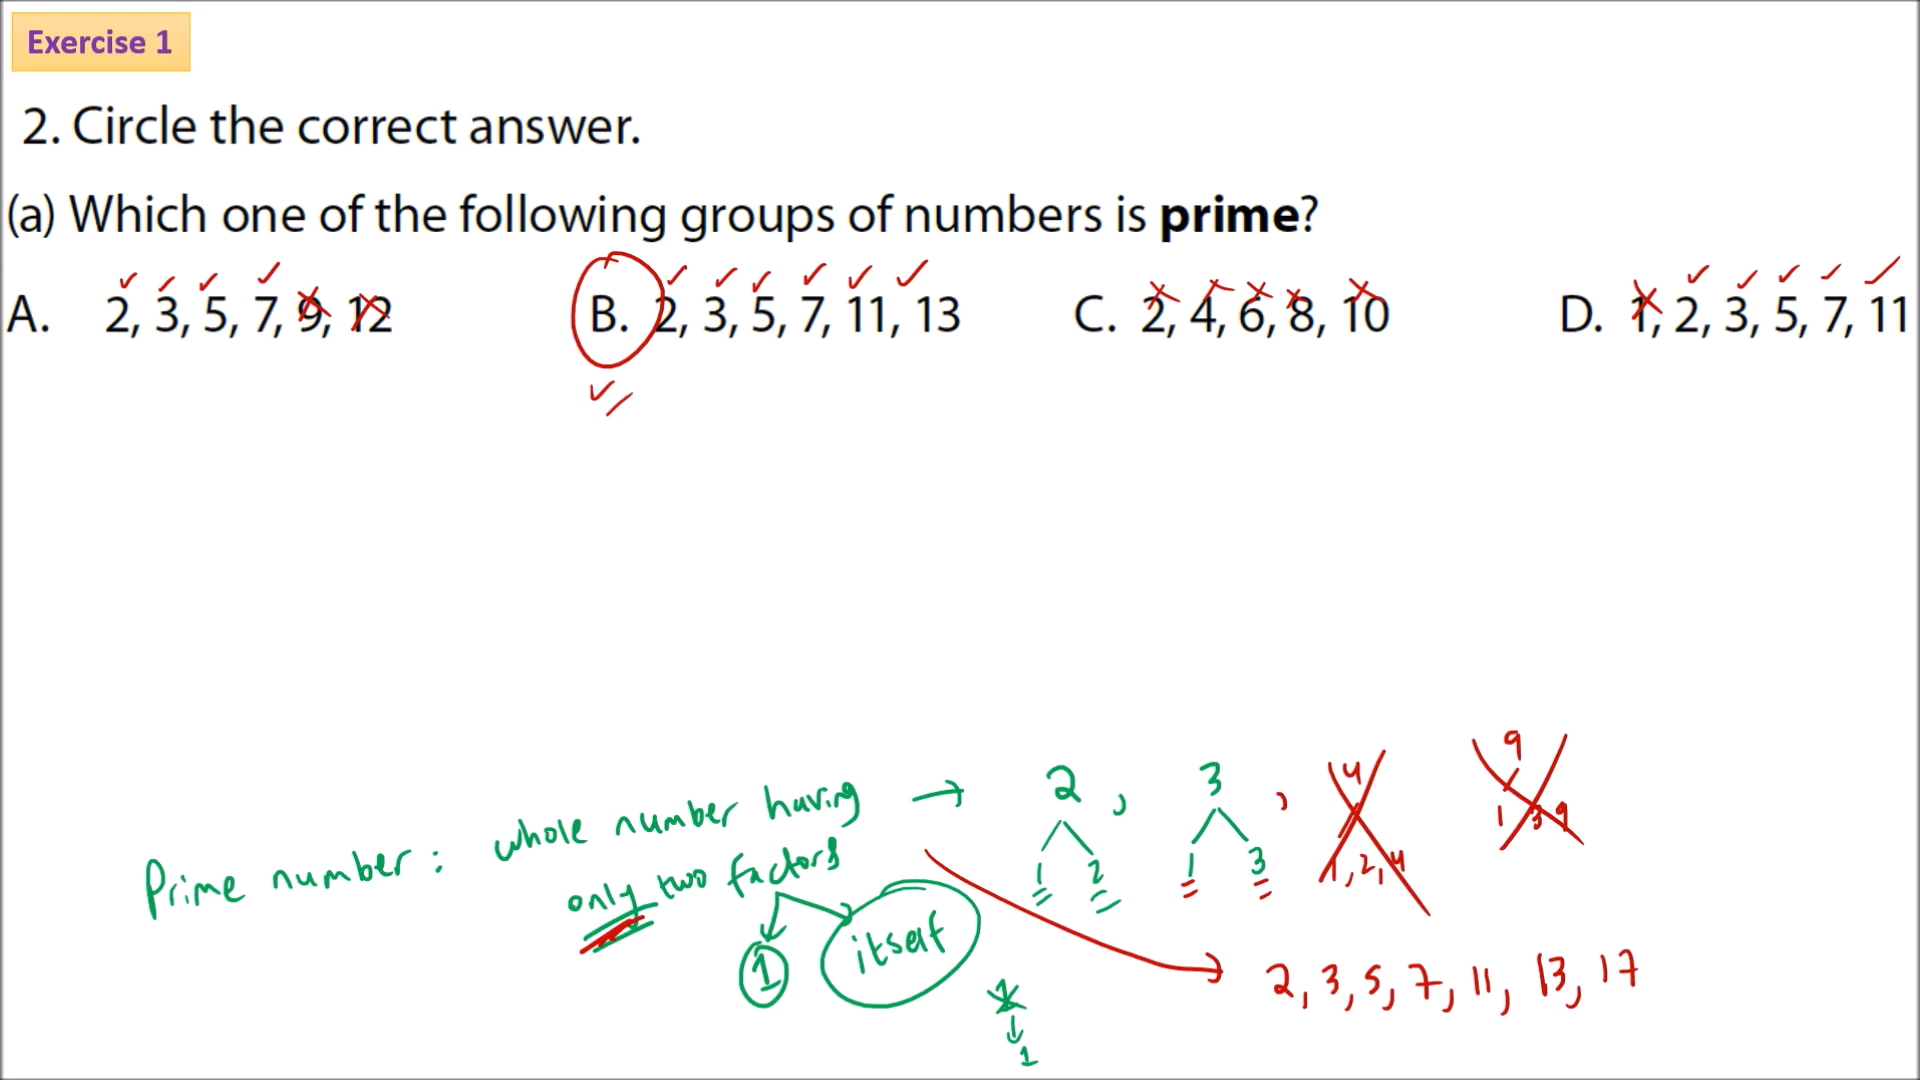 Exercise 1
2. Circle the correct answer.
(a) Which one of the following groups of numbers is prime?
A. 2, 3, 5, 7, 9, 12 B. 2, 3, 5, 7, 11, 13 C. 2, 4, 6, 8, 10 D. 1, 2, 3, 5, 7, 11
Prime number : whole number having → 2 , 3 , 4 9
only two factors
1 2 1 3 1, 2, 4 1 3 9
1 itself
2, 3, 5, 7, 11, 13, 17
1
1